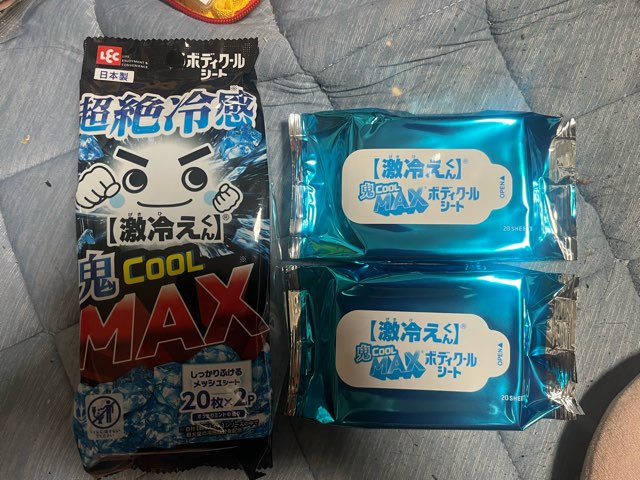 LEC
日本製
ボディクール
シート
超絶冷感
【激冷えくん】®
鬼COOL
MAX※
しっかりふける
メッシュシート
20枚×2P
【激冷えくん】®
鬼COOL
MAX
ボディクール
シート
OPEN▲
20 SHEETS
【激冷えくん】®
鬼COOL
MAX
ボディクール
シート
OPEN▲
20 SHEETS